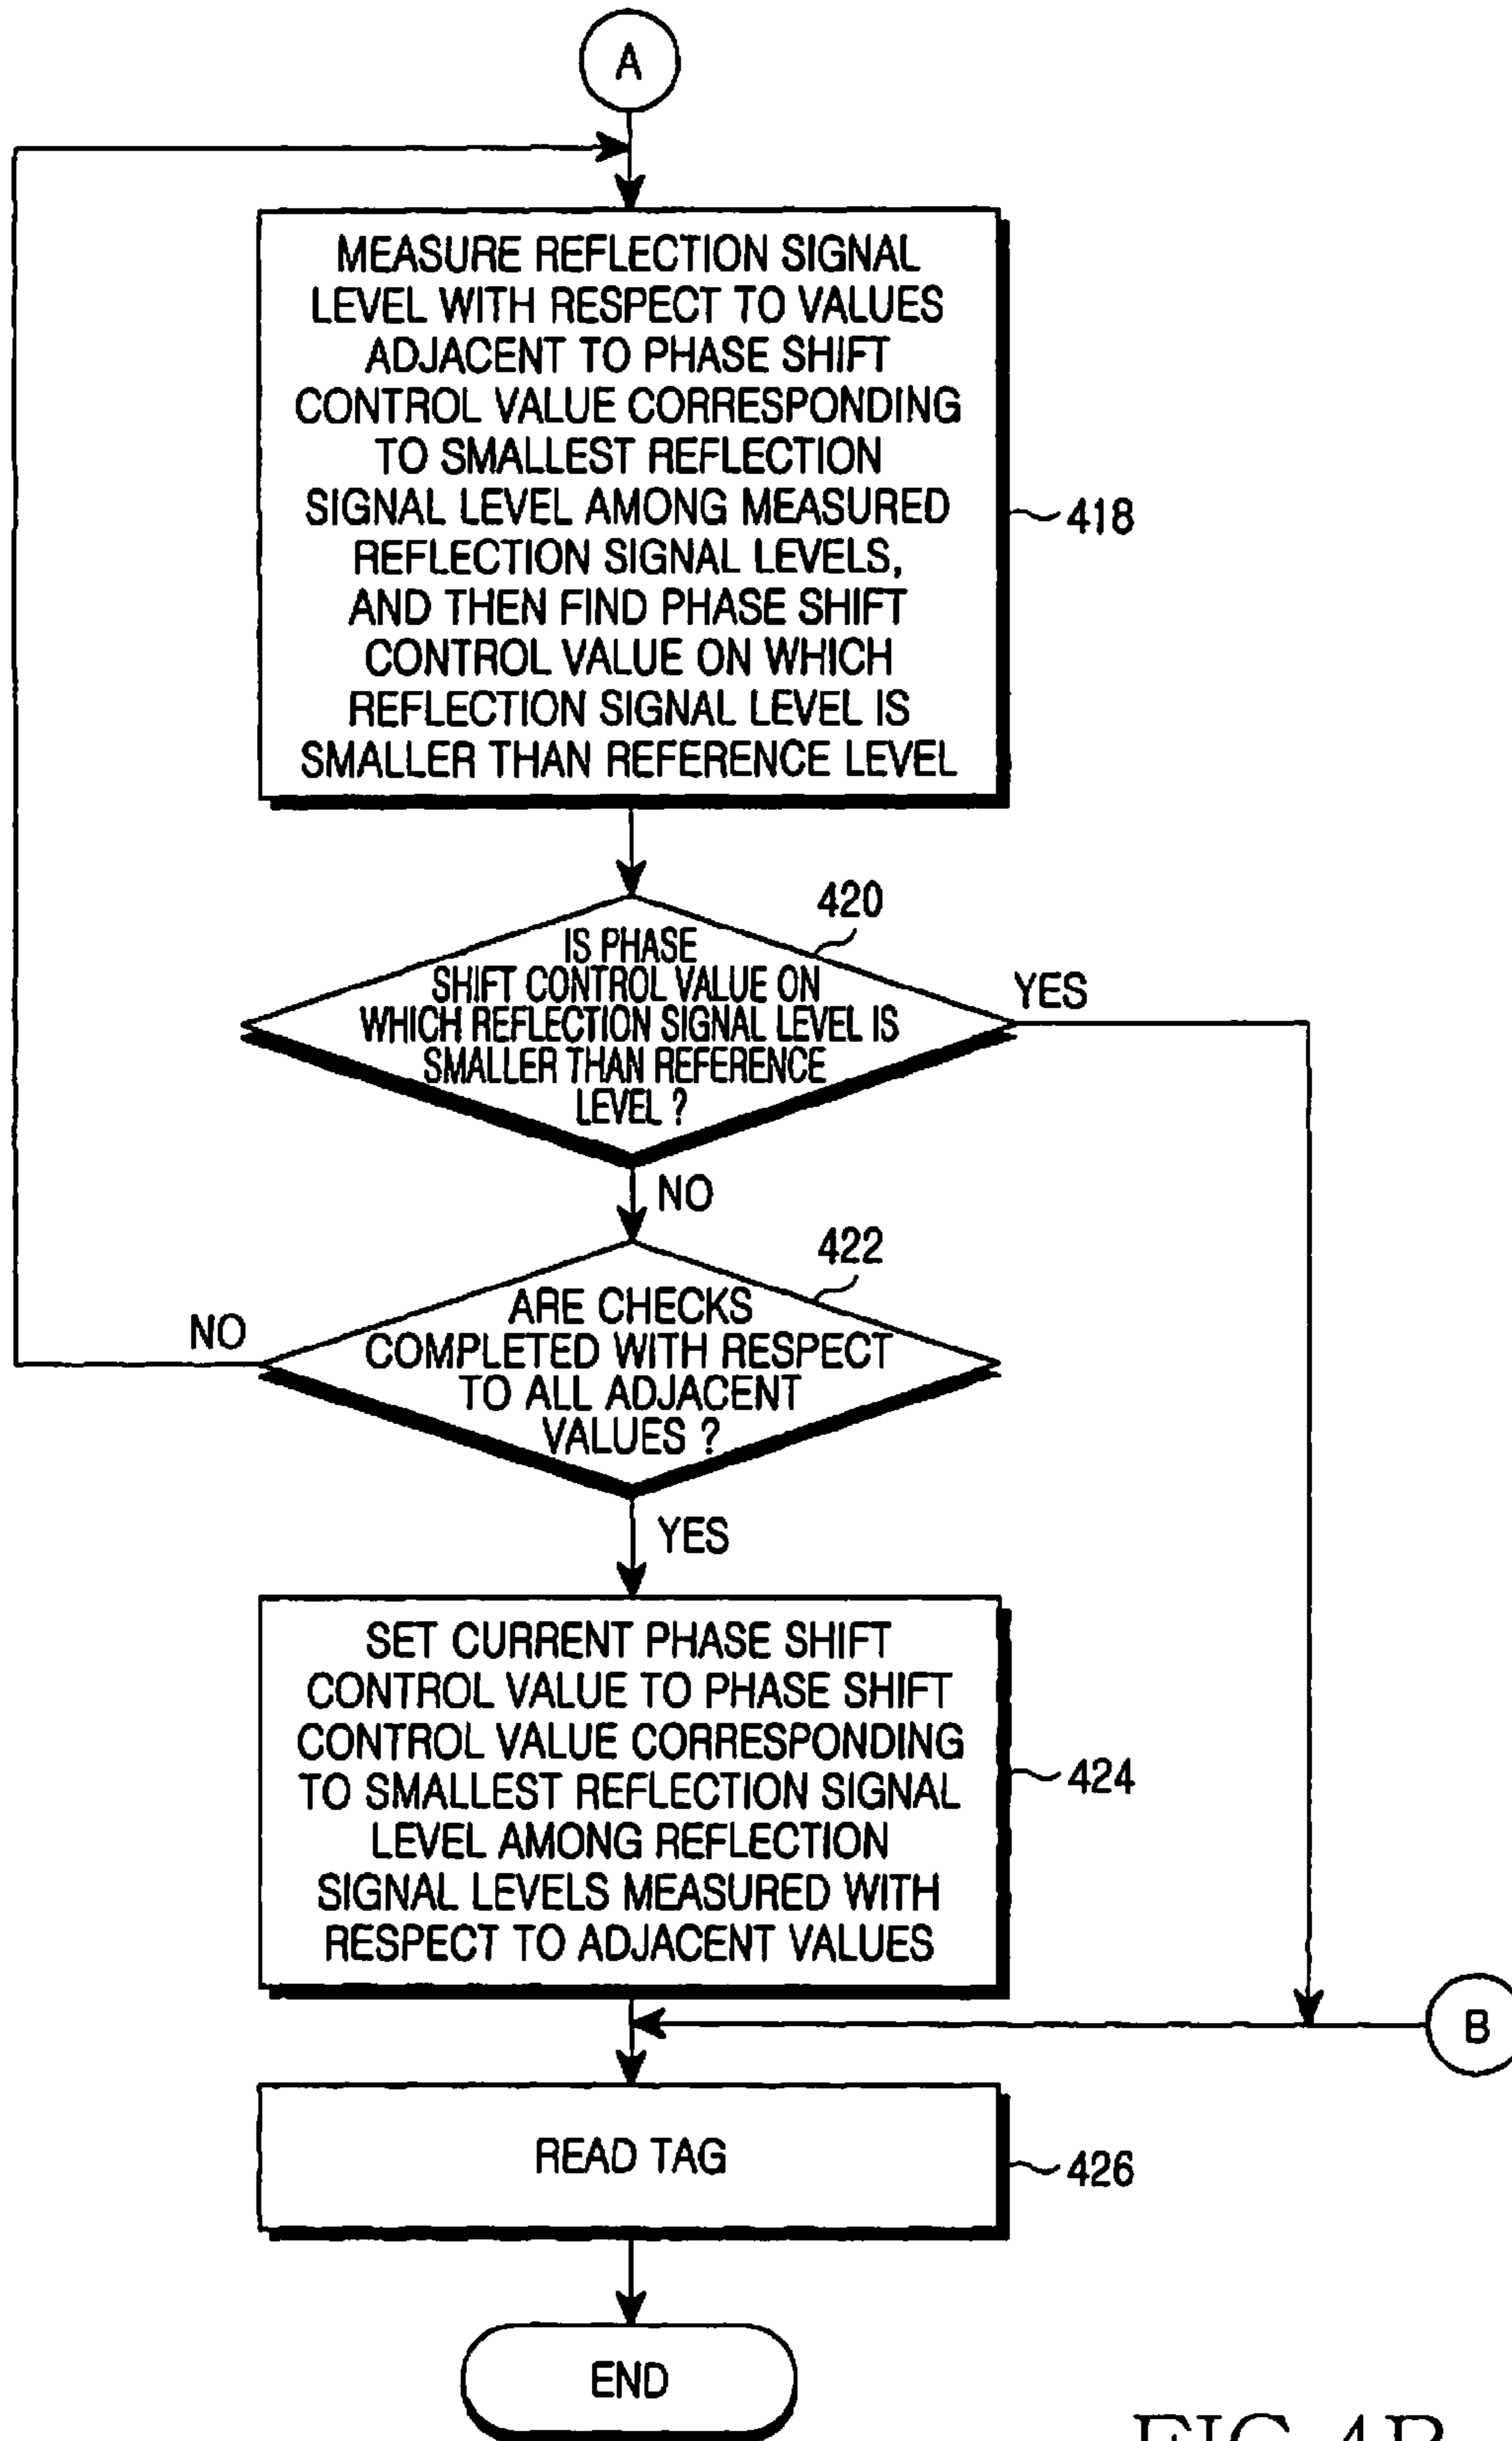 A
MEASURE REFLECTION SIGNAL
LEVEL WITH RESPECT TO VALUES
ADJACENT TO PHASE SHIFT
CONTROL VALUE CORRESPONDING
TO SMALLEST REFLECTION
SIGNAL LEVEL AMONG MEASURED
REFLECTION SIGNAL LEVELS,
AND THEN FIND PHASE SHIFT
CONTROL VALUE ON WHICH
REFLECTION SIGNAL LEVEL IS
SMALLER THAN REFERENCE LEVEL
418
420
IS PHASE
SHIFT CONTROL VALUE ON
WHICH REFLECTION SIGNAL LEVEL IS
SMALLER THAN REFERENCE
LEVEL ?
YES
NO
422
ARE CHECKS
COMPLETED WITH RESPECT
TO ALL ADJACENT
VALUES ?
NO
YES
SET CURRENT PHASE SHIFT
CONTROL VALUE TO PHASE SHIFT
CONTROL VALUE CORRESPONDING
TO SMALLEST REFLECTION SIGNAL
LEVEL AMONG REFLECTION
SIGNAL LEVELS MEASURED WITH
RESPECT TO ADJACENT VALUES
424
B
READ TAG
426
END
FIG.4B